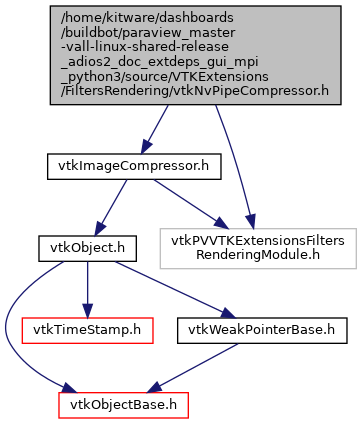 /home/kitware/dashboards
/buildbot/paraview_master
-vall-linux-shared-release
_adios2_doc_extdeps_gui_mpi
_python3/source/VTKExtensions
/FiltersRendering/vtkNvPipeCompressor.h
vtkImageCompressor.h
vtkObject.h
vtkPVVTKExtensionsFilters
RenderingModule.h
vtkTimeStamp.h
vtkWeakPointerBase.h
vtkObjectBase.h